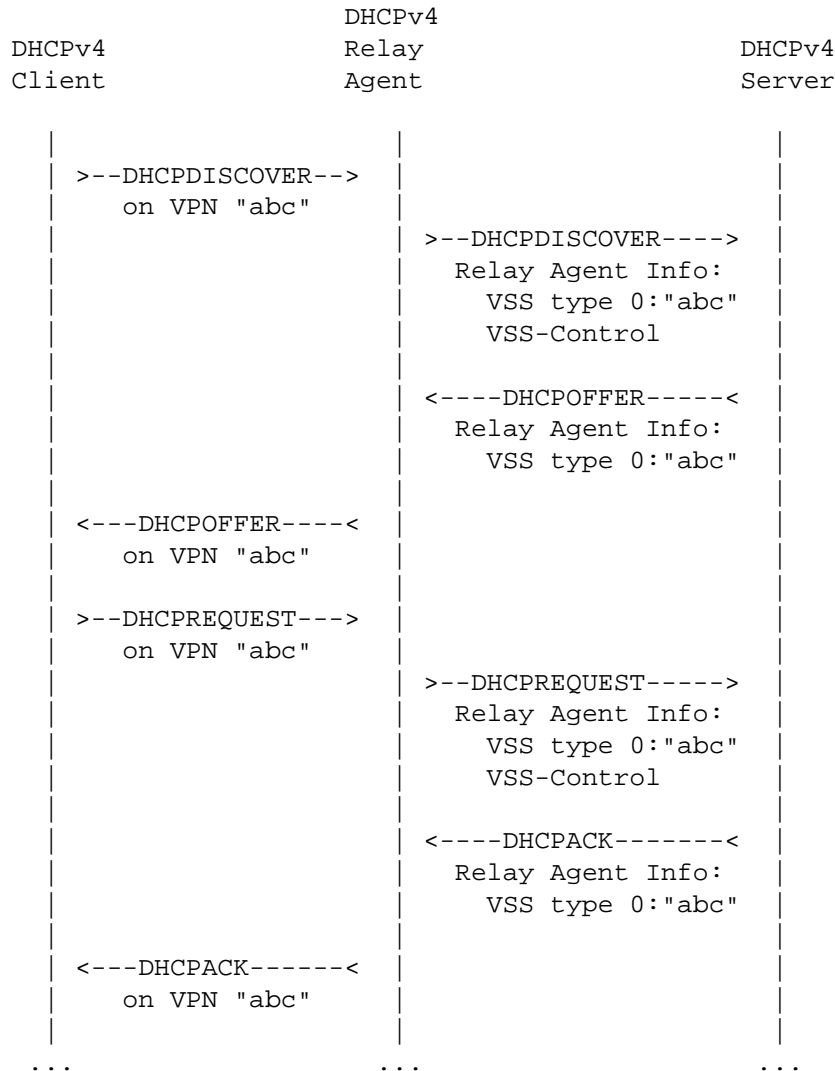 DHCPv4
DHCPv4               Relay                   DHCPv4
Client               Agent                   Server

  |                     |                       |
  | >--DHCPDISCOVER-->  |                       |
  |    on VPN "abc"     |                       |
  |                     | >--DHCPDISCOVER---->  |
  |                     |   Relay Agent Info:   |
  |                     |     VSS type 0:"abc"  |
  |                     |     VSS-Control       |
  |                     |                       |
  |                     | <----DHCPOFFER-----<  |
  |                     |   Relay Agent Info:   |
  |                     |     VSS type 0:"abc"  |
  |                     |                       |
  | <---DHCPOFFER----<  |                       |
  |    on VPN "abc"     |                       |
  |                     |                       |
  | >--DHCPREQUEST--->  |                       |
  |    on VPN "abc"     |                       |
  |                     | >--DHCPREQUEST----->  |
  |                     |   Relay Agent Info:   |
  |                     |     VSS type 0:"abc"  |
  |                     |     VSS-Control       |
  |                     |                       |
  |                     | <----DHCPACK-------<  |
  |                     |   Relay Agent Info:   |
  |                     |     VSS type 0:"abc"  |
  |                     |                       |
  | <---DHCPACK------<  |                       |
  |    on VPN "abc"     |                       |
  |                     |                       |
 ...                   ...                     ...